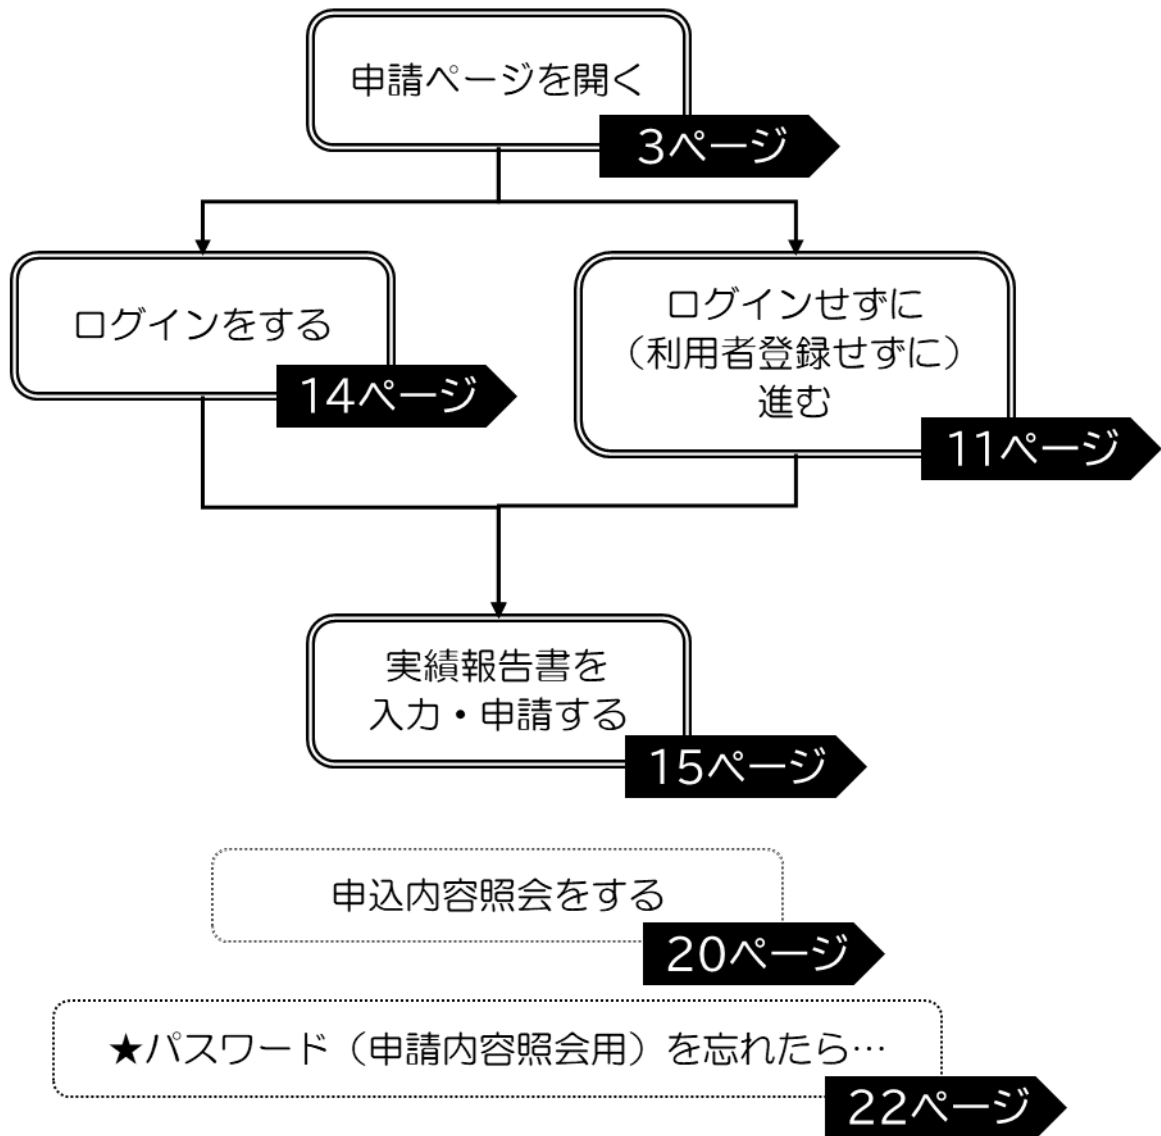 申請ページを開く
3ページ
ログインをする
14ページ
ログインせずに
（利用者登録せずに）
進む
11ページ
実績報告書を
入力・申請する
15ページ
申込内容照会をする
20ページ
★パスワード（申請内容照会用）を忘れたら…
22ページ